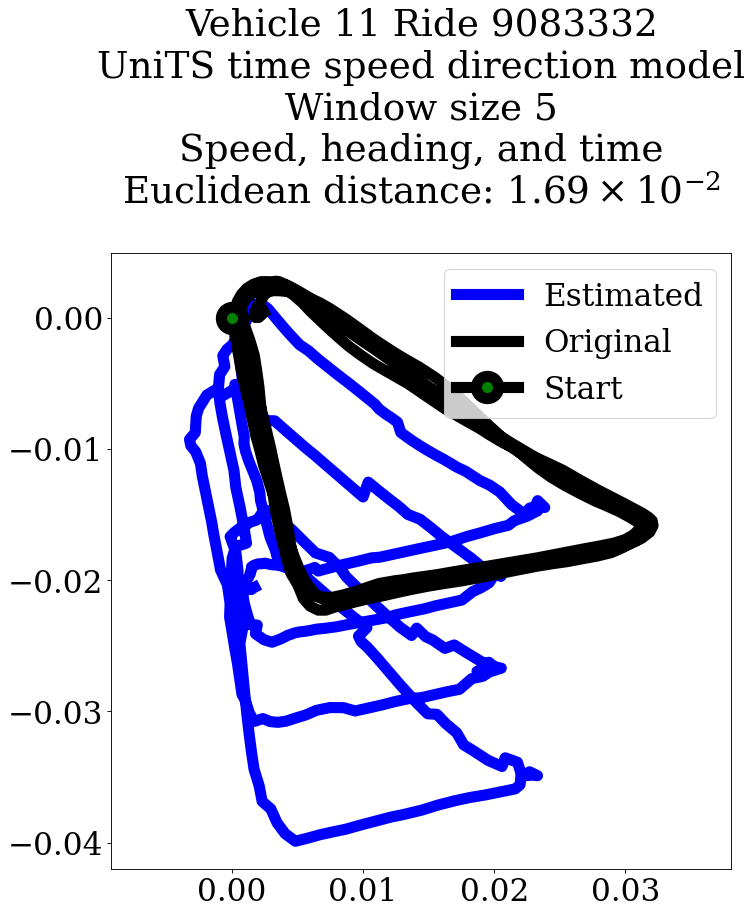 Vehicle 11 Ride 9083332
UniTS time speed direction model
Window size 5
Speed, heading, and time
Euclidean distance: 1.69 × 10⁻²
Estimated
Original
Start
0.00
−0.01
−0.02
−0.03
−0.04
0.00 0.01 0.02 0.03